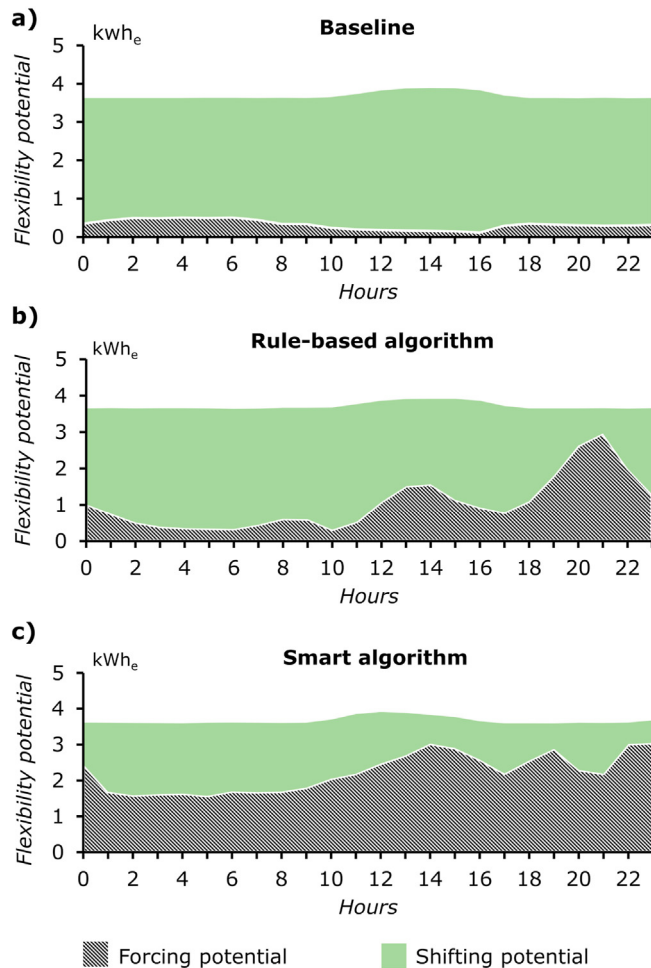 a)
Baseline
kwhe
Flexibility potential
5
4
3
2
1
0
0 2 4 6 8 10 12 14 16 18 20 22
Hours
b)
Rule-based algorithm
kWhe
Flexibility potential
5
4
3
2
1
0
0 2 4 6 8 10 12 14 16 18 20 22
Hours
c)
Smart algorithm
kWhe
Flexibility potential
5
4
3
2
1
0
0 2 4 6 8 10 12 14 16 18 20 22
Hours
Forcing potential
Shifting potential